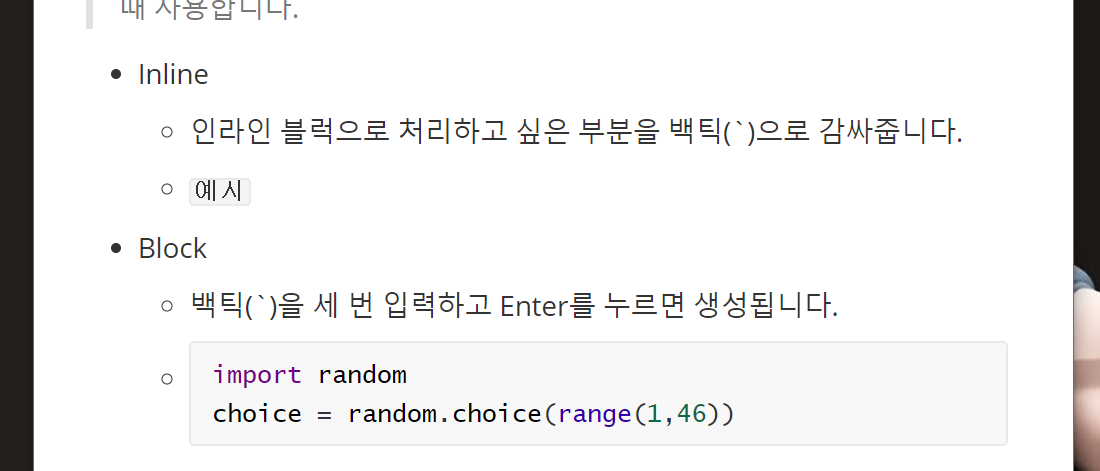 때 사용합니다.
Inline
인라인 블럭으로 처리하고 싶은 부분을 백틱(`)으로 감싸줍니다.
예시
Block
백틱(`)을 세 번 입력하고 Enter를 누르면 생성됩니다.
import random
choice = random.choice(range(1,46))